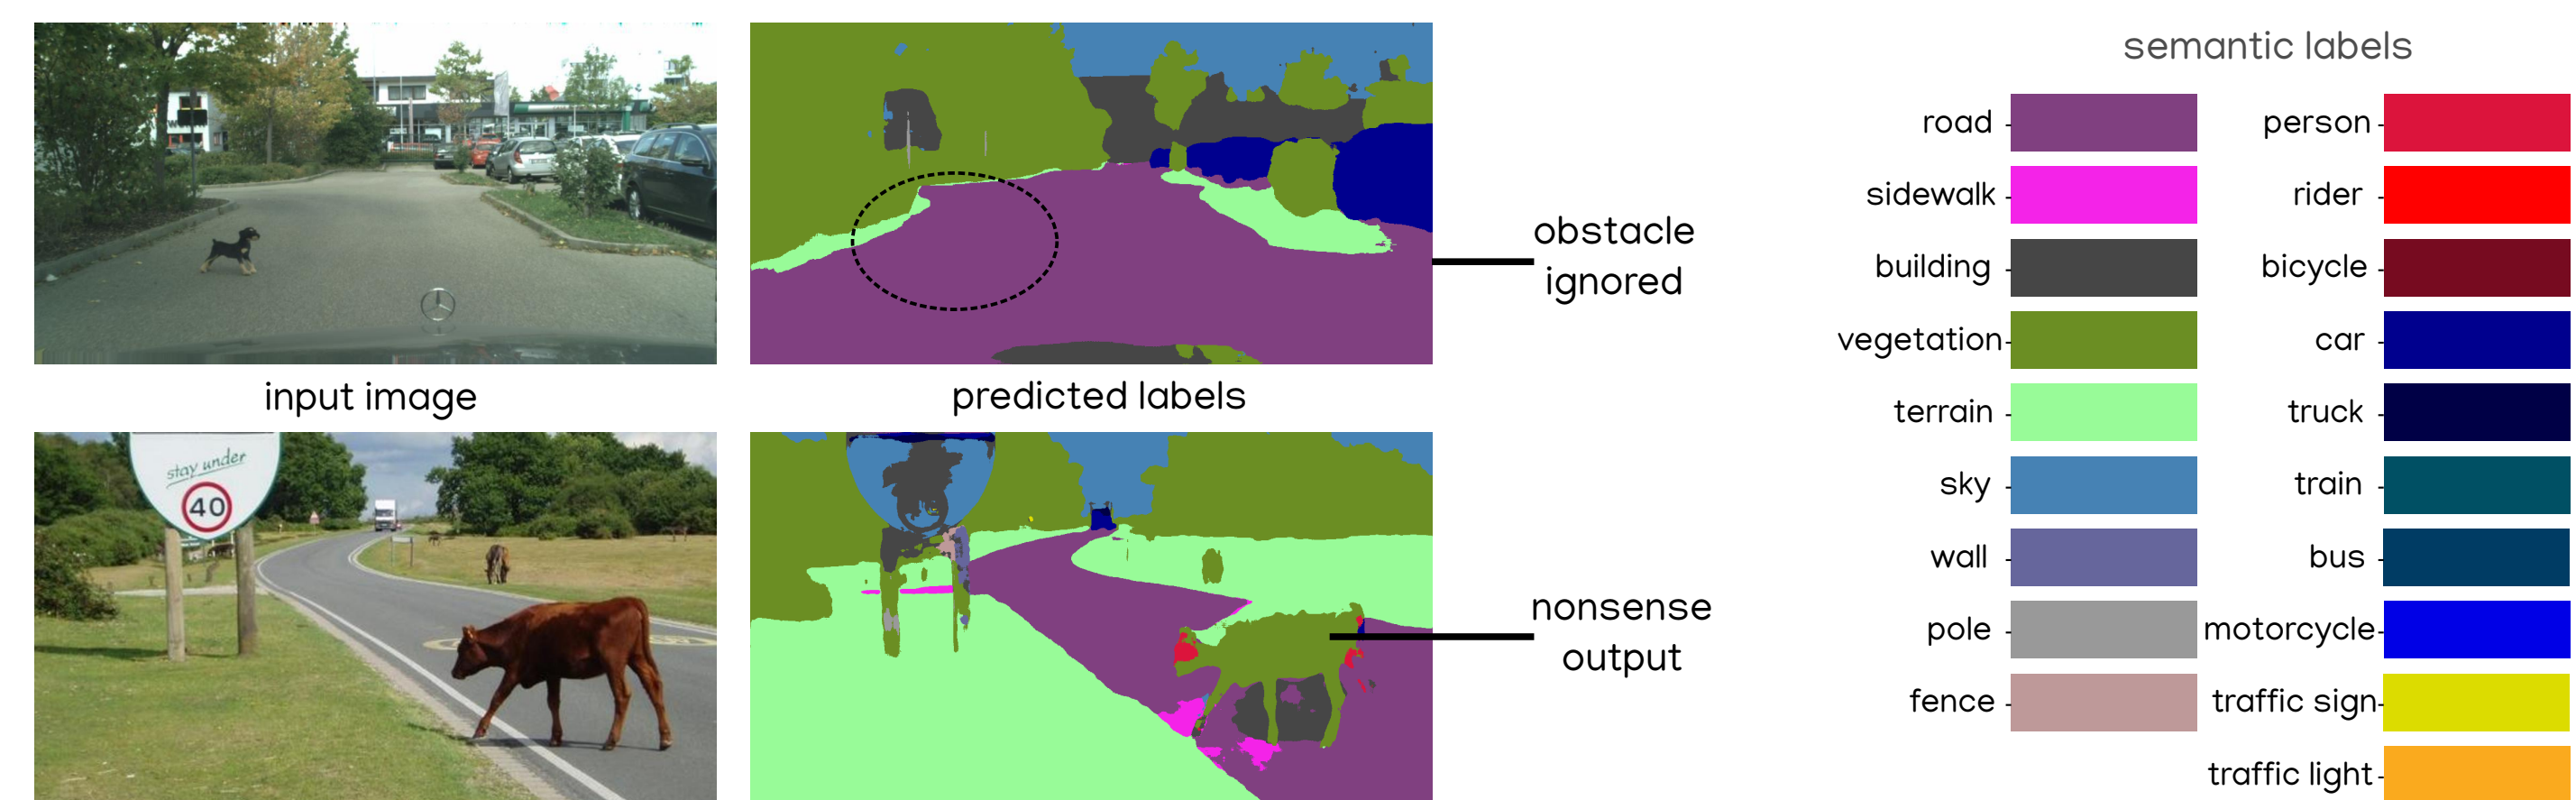 input image
stay under
40
predicted labels
obstacle
ignored
nonsense
output
semantic labels
road
sidewalk
building
vegetation
terrain
sky
wall
pole
fence
person
rider
bicycle
car
truck
train
bus
motorcycle
traffic sign
traffic light